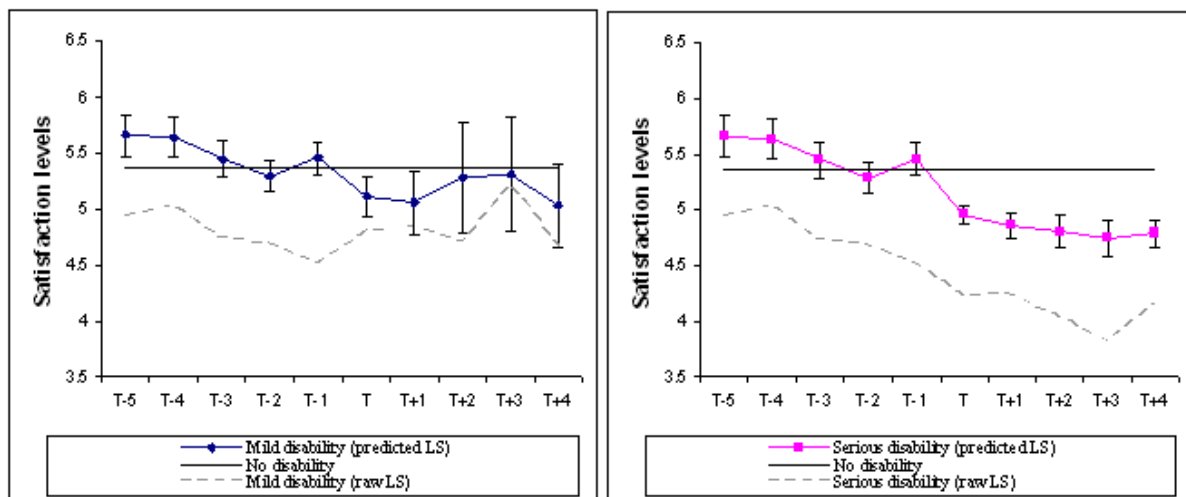 6.5
6
5.5
5
4.5
4
3.5
Satisfaction levels
T-5 T-4 T-3 T-2 T-1 T T+1 T+2 T+3 T+4
Mild disability (predicted LS)
No disability
Mild disability (raw LS)
6.5
6
5.5
5
4.5
4
3.5
Satisfaction levels
T-5 T-4 T-3 T-2 T-1 T T+1 T+2 T+3 T+4
Serious disability (predicted LS)
No disability
Serious disability (raw LS)